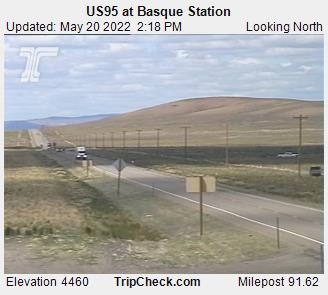 US95 at Basque Station
Updated: May 20 2022 2:18 PM Looking North
Elevation 4460 TripCheck.com Milepost 91.62